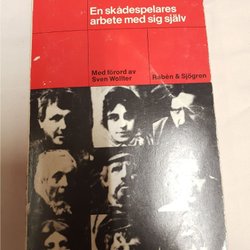 En skådespelares
arbete med sig själv
Med förord av
Sven Wollter
Rabén & Sjögren